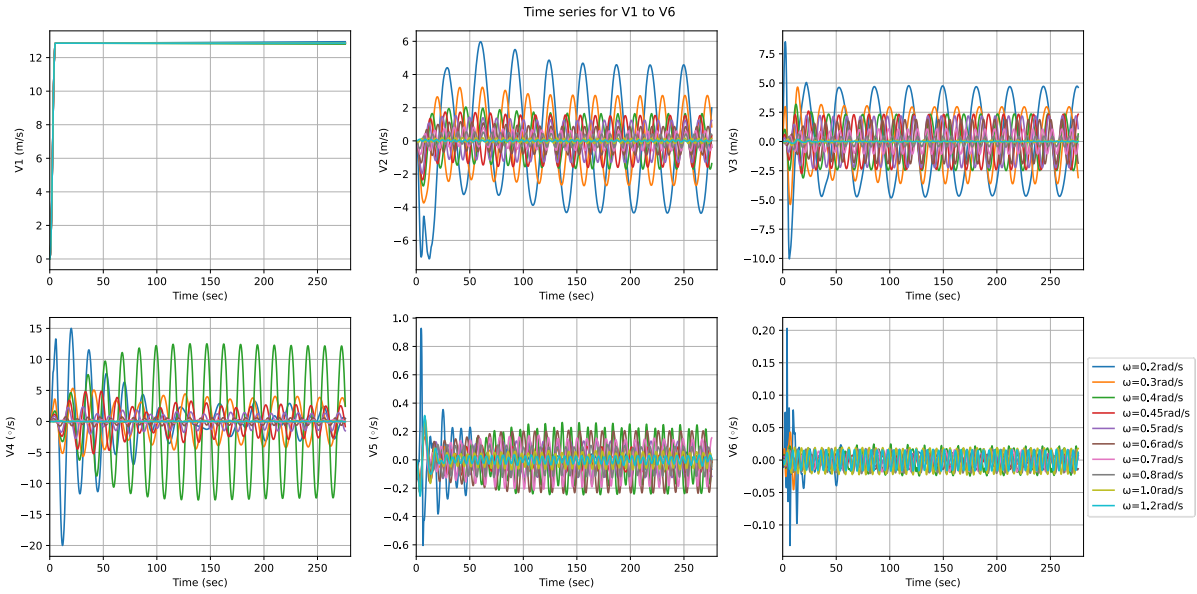 Time series for V1 to V6
V1 (m/s)
12
10
8
6
4
2
0
0 50 100 150 200 250
Time (sec)
V2 (m/s)
6
4
2
0
−2
−4
−6
0 50 100 150 200 250
Time (sec)
V3 (m/s)
7.5
5.0
2.5
0.0
−2.5
−5.0
−7.5
−10.0
0 50 100 150 200 250
Time (sec)
V4 (○/s)
15
10
5
0
−5
−10
−15
−20
0 50 100 150 200 250
Time (sec)
V5 (○/s)
1.0
0.8
0.6
0.4
0.2
0.0
−0.2
−0.4
−0.6
0 50 100 150 200 250
Time (sec)
V6 (○/s)
0.20
0.15
0.10
0.05
0.00
−0.05
−0.10
0 50 100 150 200 250
Time (sec)
ω=0.2rad/s
ω=0.3rad/s
ω=0.4rad/s
ω=0.45rad/s
ω=0.5rad/s
ω=0.6rad/s
ω=0.7rad/s
ω=0.8rad/s
ω=1.0rad/s
ω=1.2rad/s